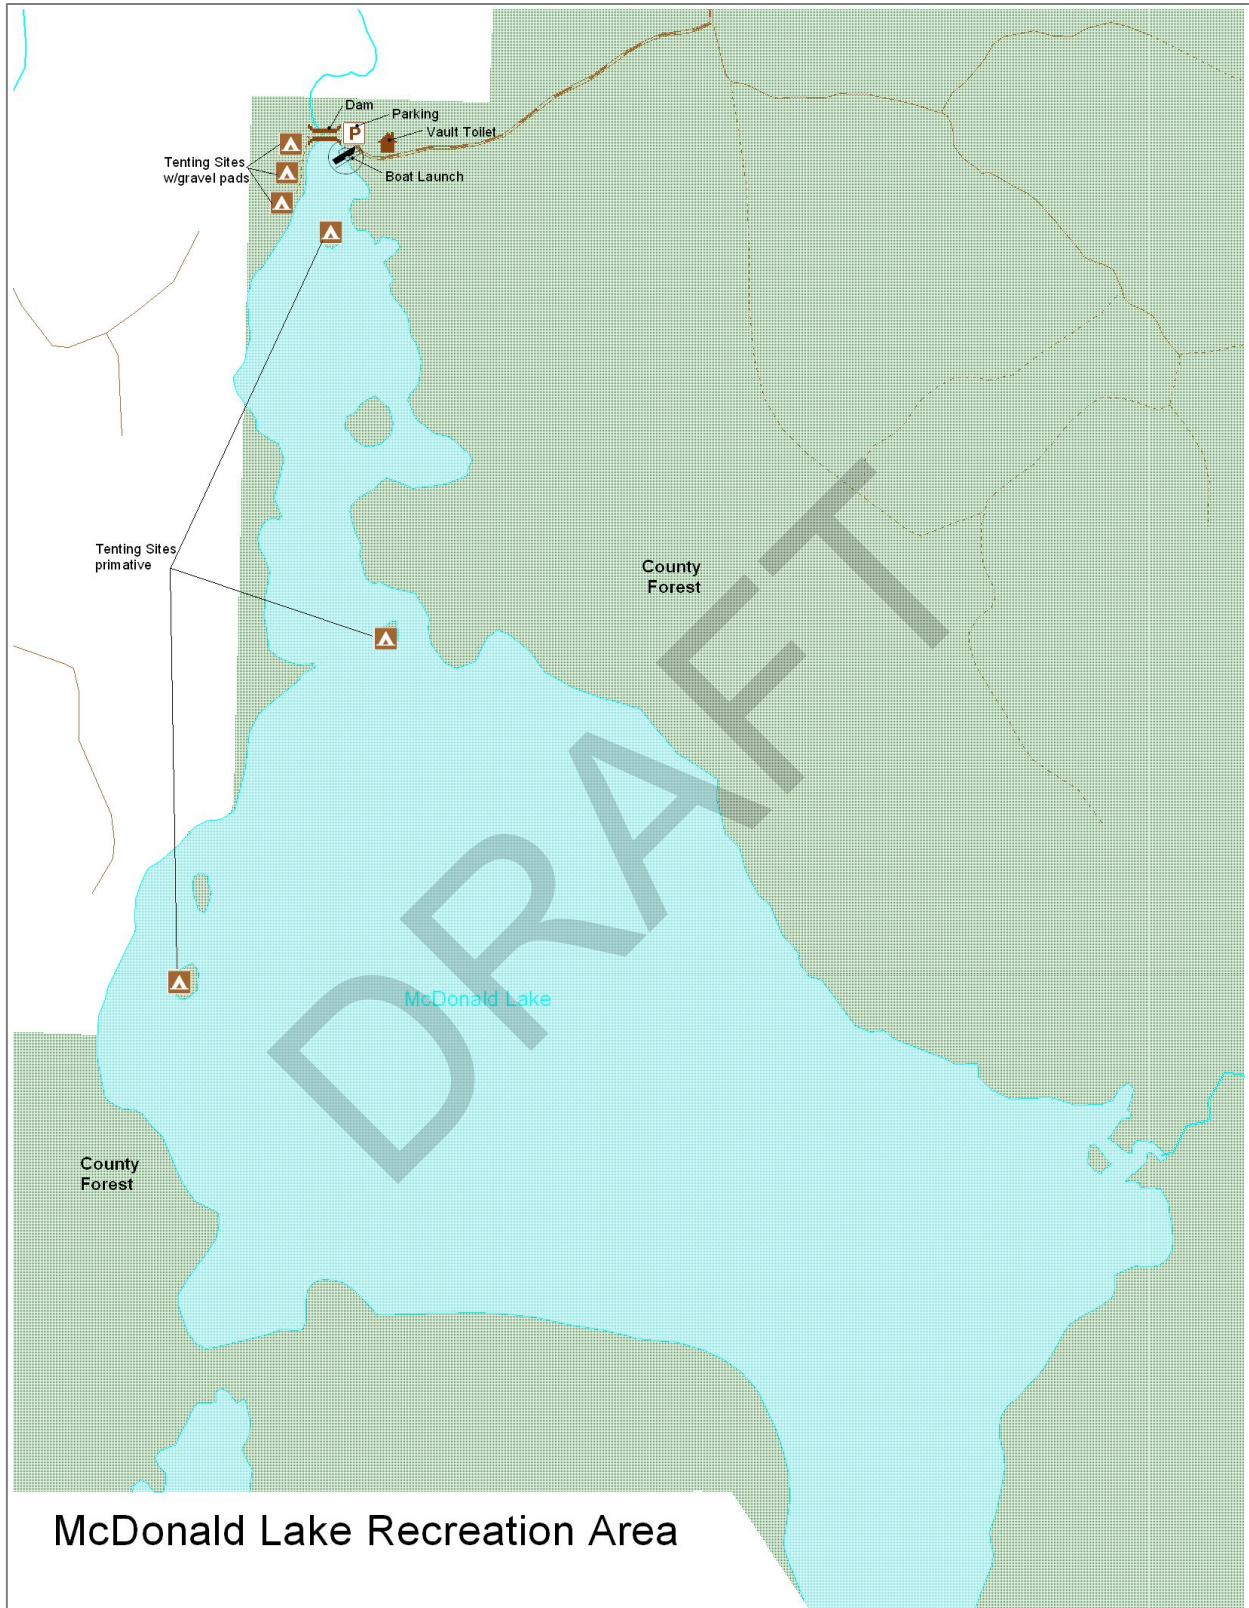 Dam
Parking
P
Vault Toilet
Tenting Sites
w/gravel pads
Boat Launch
Tenting Sites
primative
County
Forest
DRAFT
McDonald Lake
County
Forest
McDonald Lake Recreation Area